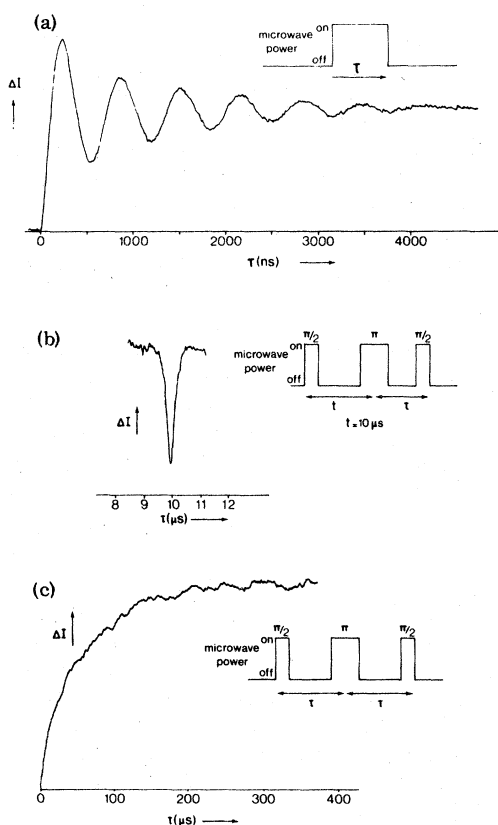 (a)
microwave power
on
off
τ
ΔI
0 1000 2000 3000 4000
τ(ns)
(b)
π/2 π π/2
microwave power
on
off
t τ
t = 10 μs
ΔI
8 9 10 11 12
τ(μs)
(c)
ΔI
π/2 π π/2
microwave power
on
off
τ τ
0 100 200 300 400
τ(μs)